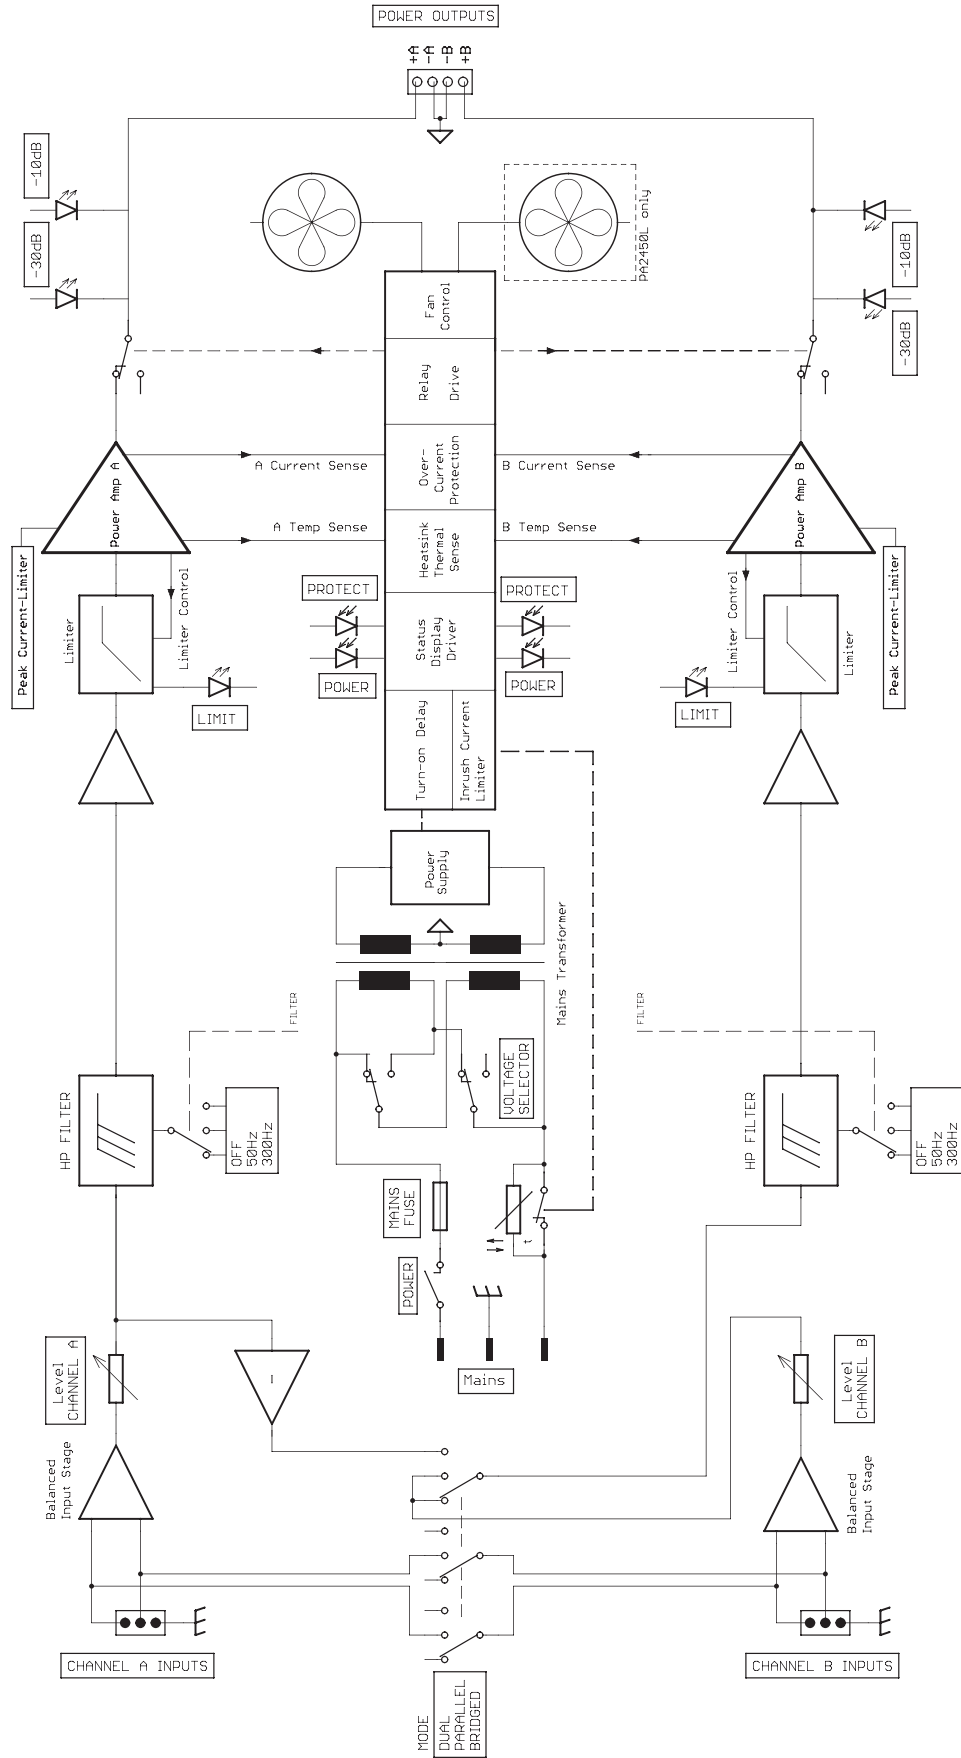 POWER OUTPUTS
+A
-A
-B
+B
-10dB
-30dB
-10dB
-30dB
PA2450L only
Fan
Control
Relay
Drive
Over-
Current
Protection
Heatsink
Thermal
Sense
Status
Display
Driver
Turn-on Delay
Inrush Current
Limiter
A Current Sense
B Current Sense
A Temp Sense
B Temp Sense
Power Amp A
Power Amp B
Peak Current-Limiter
Peak Current-Limiter
PROTECT
PROTECT
POWER
POWER
Limiter
Limiter Control
LIMIT
Limiter Control
LIMIT
Limiter
Power
Supply
Mains Transformer
FILTER
FILTER
HP FILTER
OFF
50Hz
300Hz
VOLTAGE
SELECTOR
HP FILTER
OFF
50Hz
300Hz
MAINS
FUSE
POWER
t
Mains
Level
CHANNEL A
Level
CHANNEL B
Balanced
Input Stage
Balanced
Input Stage
CHANNEL A INPUTS
CHANNEL B INPUTS
MODE
DUAL
PARALLEL
BRIDGED